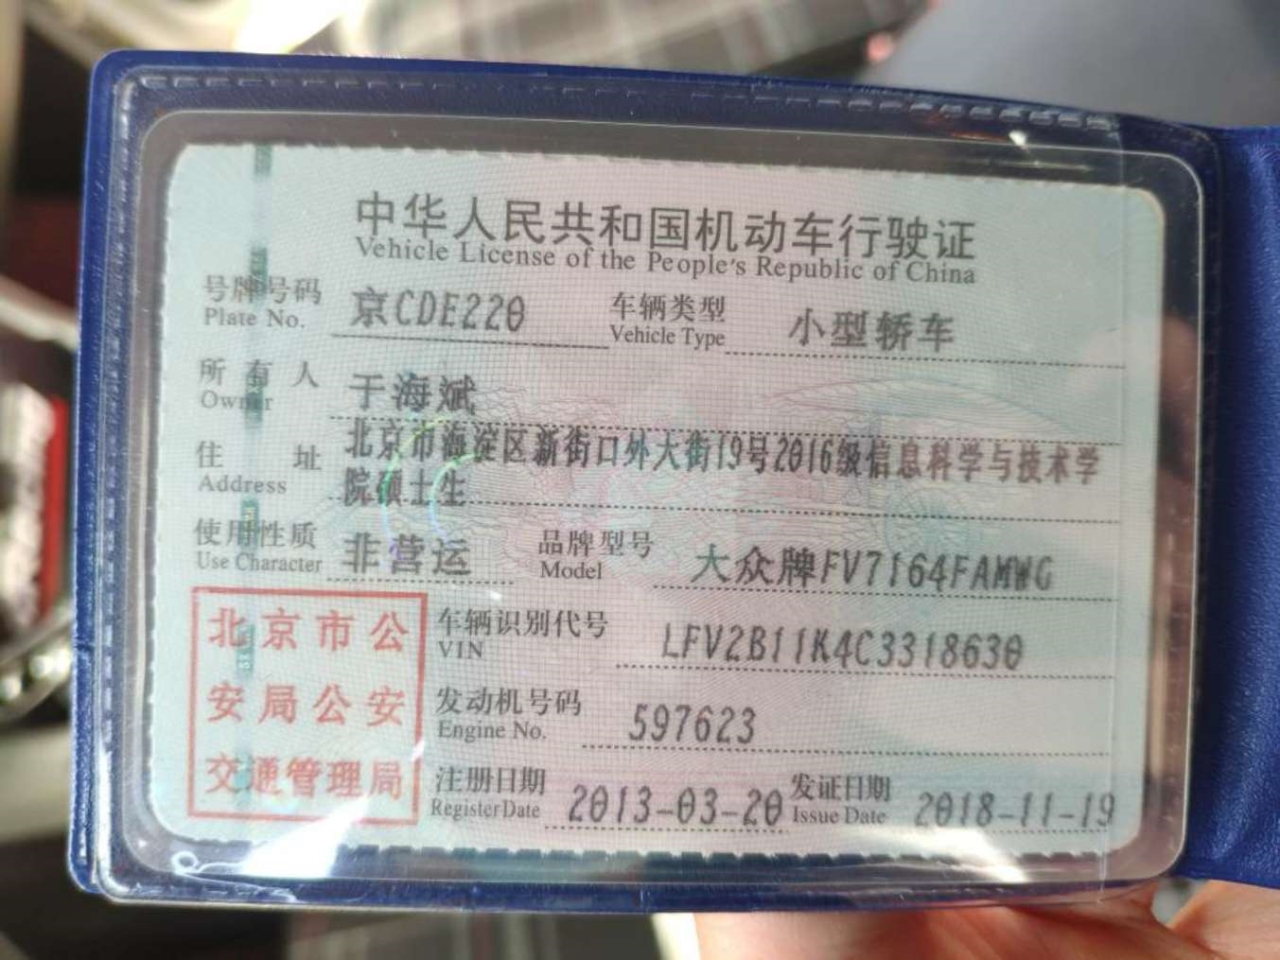 中华人民共和国机动车行驶证
Vehicle License of the People's Republic of China
号牌号码 京CDE220 车辆类型 小型轿车
Plate No. Vehicle Type
所有人 于海斌
Owner
住址 北京市海淀区新街口外大街19号2016级信息科学与技术学
Address 院硕士生
使用性质 非营运 品牌型号 大众牌FV7164FAMWG
Use Character Model
北京市公
安局公安
交通管理局
车辆识别代号 LFV2B11K4C3318630
VIN
发动机号码 597623
Engine No.
注册日期 2013-03-20 发证日期 2018-11-19
Register Date Issue Date